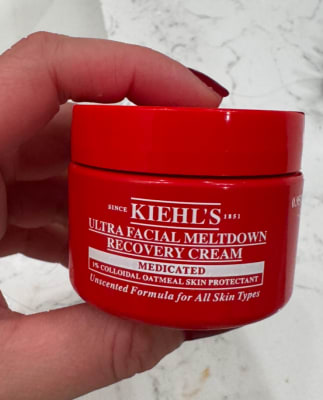 SINCE KIEHL'S 1851
ULTRA FACIAL MELTDOWN
RECOVERY CREAM
MEDICATED
1% COLLOIDAL OATMEAL SKIN PROTECTANT
Unscented Formula for All Skin Types